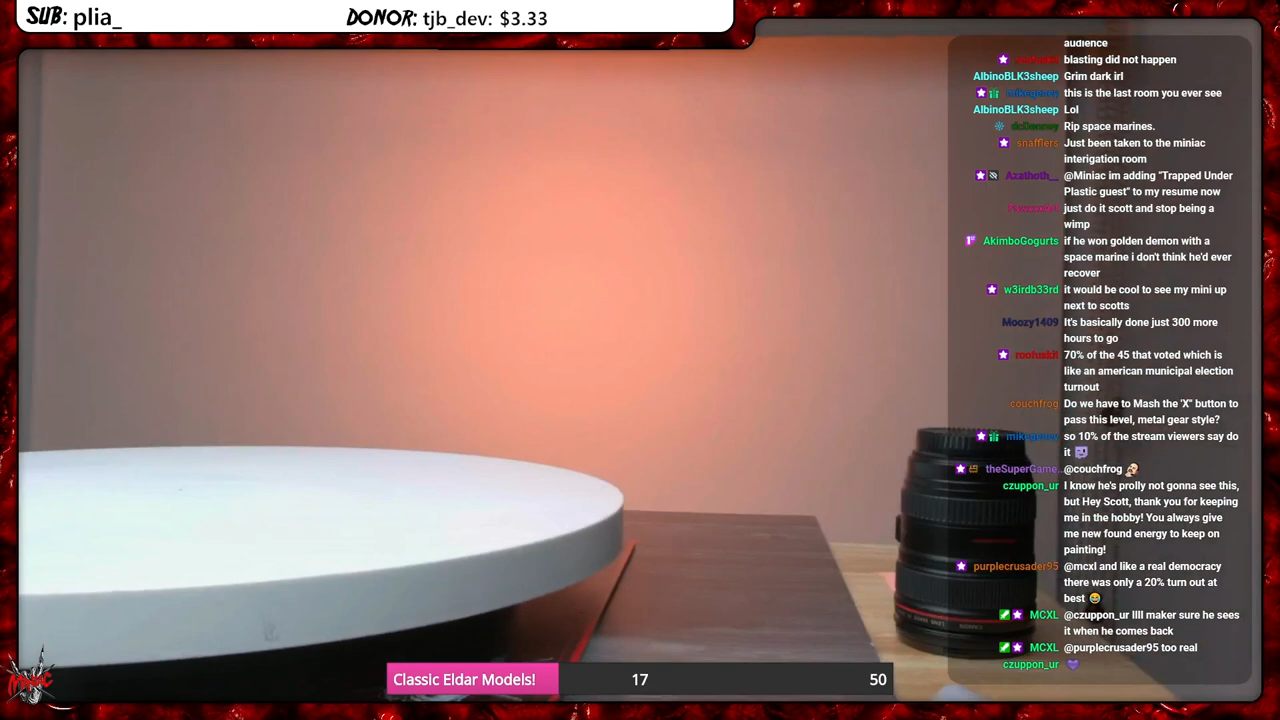 SUB: plia_
DONOR: tjb_dev: $3.33
audience
blasting did not happen
AlbinoBLK3sheep Grim dark irl
mikegeney this is the last room you ever see
AlbinoBLK3sheep Lol
Rip space marines.
snafflers Just been taken to the miniac
interigation room
Azathoth__ @Miniac im adding "Trapped Under
Plastic guest" to my resume now
just do it scott and stop being a
wimp
AkimboGogurts if he won golden demon with a
space marine i don't think he'd ever
recover
w3irdb33rd it would be cool to see my mini up
next to scotts
Moozy1409 It's basically done just 300 more
hours to go
roofuskit 70% of the 45 that voted which is
like an american municipal election
turnout
couchfrog Do we have to Mash the 'X" button to
pass this level, metal gear style?
mikegeney so 10% of the stream viewers say do
it
theSuperGame... @couchfrog
czuppon_ur I know he's prolly not gonna see this,
but Hey Scott, thank you for keeping
me in the hobby! You always give
me new found energy to keep on
painting!
purplecrusader95 @mcxl and like a real democracy
there was only a 20% turn out at
best
MCXL @czuppon_ur IIII maker sure he sees
it when he comes back
MCXL @purplecrusader95 too real
czuppon_ur
Classic Eldar Models! 17 50